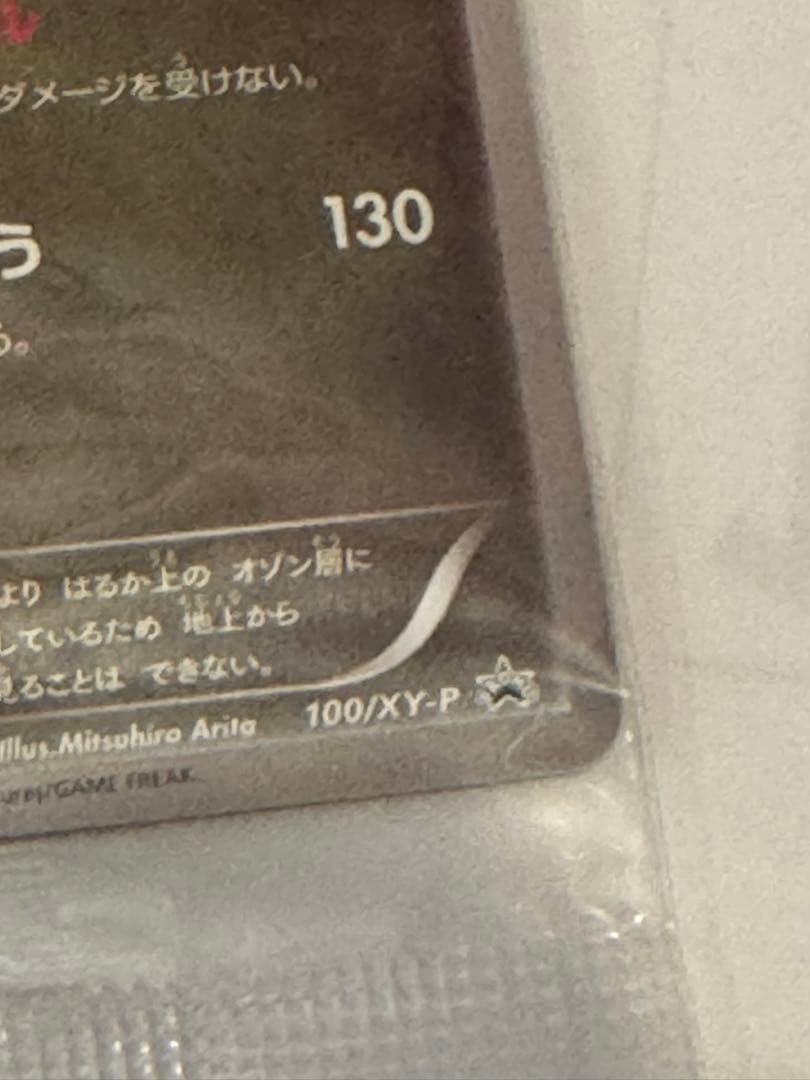 ダメージを受けない。
う
130
る。
より はるか上の オゾン層に
しているため 地上から
見ることは できない。
Illus. Mitsuhiro Arita
100/XY-P
/GAME FREAK